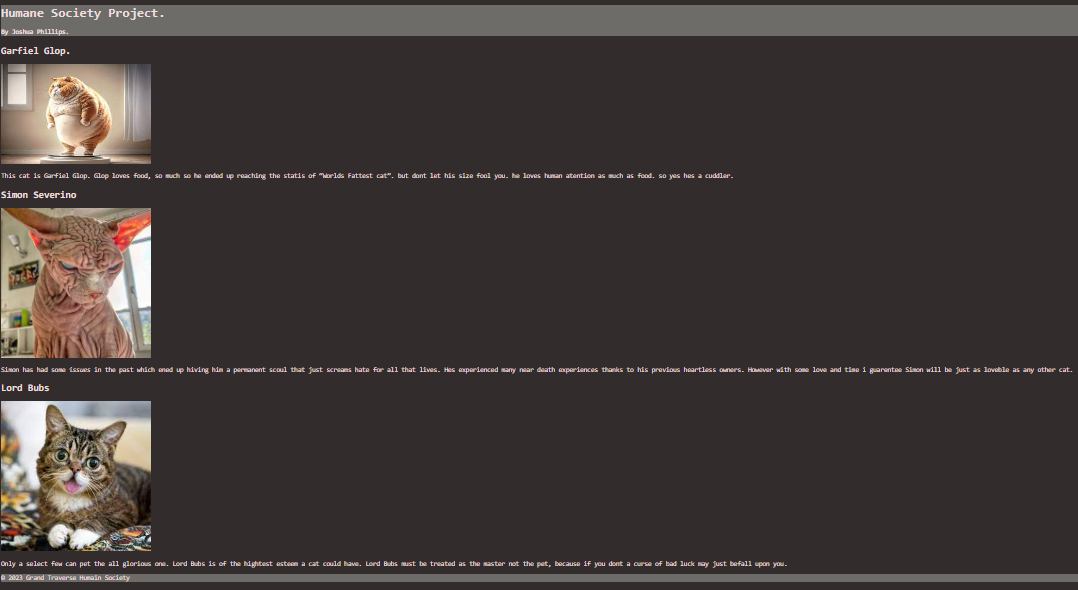 Humane Society Project.
By Joshua Phillips.
Garfiel Glop.
This cat is Garfiel Glop. Glop loves food, so much so he ended up reaching the statis of "Worlds Fattest cat". but dont let his size fool you. he loves human atention as much as food. so yes hes a cuddler.
Simon Severino
Simon has had some issues in the past which ened up hiving him a permanent scoul that just screams hate for all that lives. Hes experienced many near death experiences thanks to his previous heartless owners. However with some love and time i guarentee Simon will be just as loveble as any other cat.
Lord Bubs
Only a select few can pet the all glorious one. Lord Bubs is of the hightest esteem a cat could have. Lord Bubs must be treated as the master not the pet, because if you dont a curse of bad luck may just befall upon you.
© 2023 Grand Traverse Humain Society